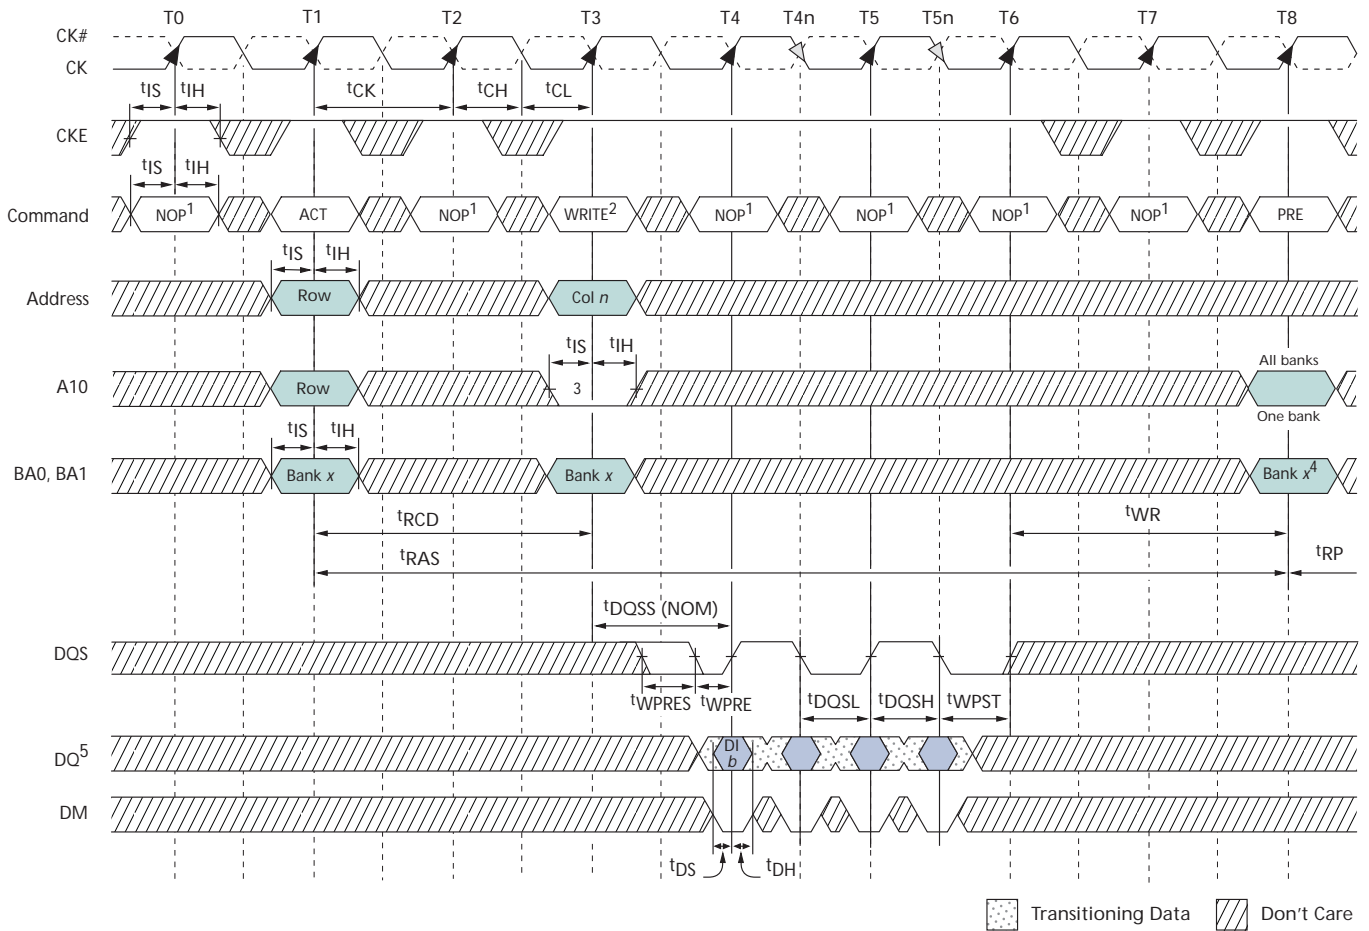 T0 T1 T2 T3 T4 T4n T5 T5n T6 T7 T8
CK#
CK
tIS tIH tCK tCH tCL
CKE
tIS tIH
Command NOP1 ACT NOP1 WRITE2 NOP1 NOP1 NOP1 NOP1 PRE
tIS tIH
Address Row Col n
tIS tIH
All banks
A10 Row 3
One bank
tIS tIH
BA0, BA1 Bank x Bank x Bank x4
tRCD tWR
tRAS tRP
tDQSS (NOM)
DQS
tWPRES tWPRE tDQSL tDQSH tWPST
DQ5 DI
b
DM
tDS tDH
Transitioning Data Don't Care